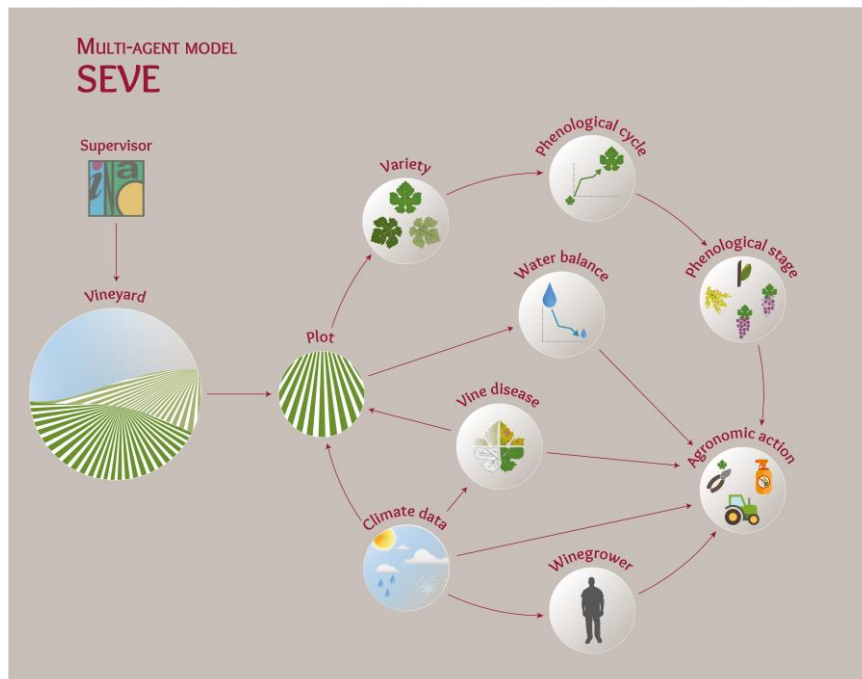 MULTI-AGENT MODEL
SEVE
Supervisor
ina
Vineyard
Plot
Variety
Phenological cycle
Phenological stage
Water balance
Vine disease
Climate data
Winegrower
Agronomic action